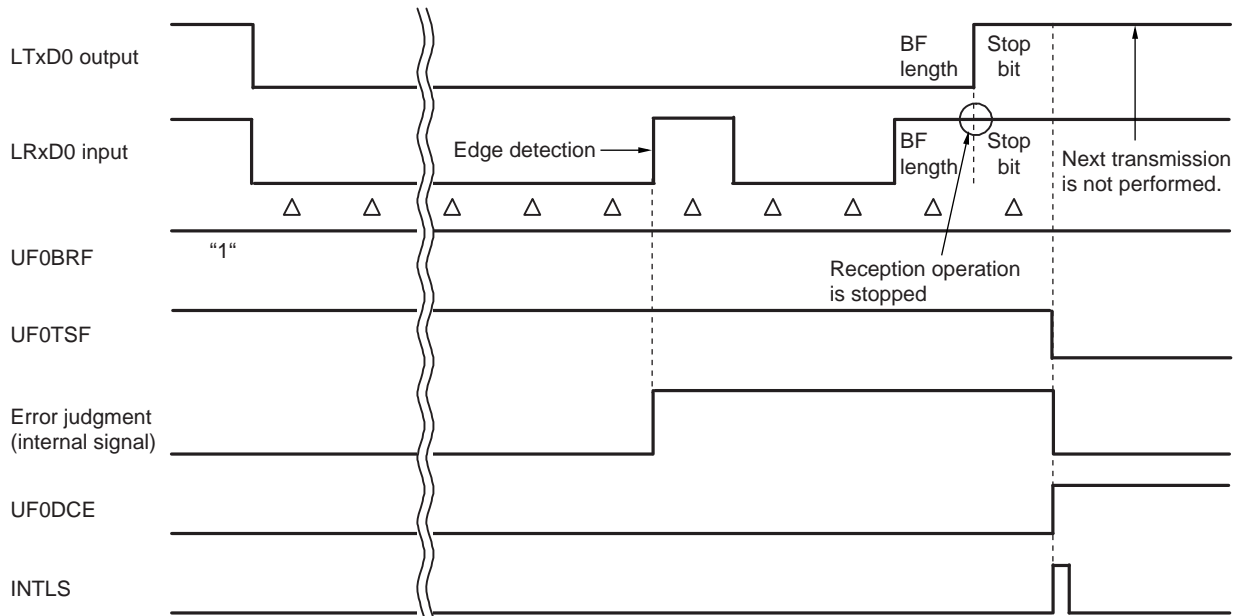 LTxD0 output
BF
length
Stop
bit
LRxD0 input
Edge detection
BF
length
Stop
bit
Next transmission
is not performed.
UF0BRF
“1“
Reception operation
is stopped
UF0TSF
Error judgment
(internal signal)
UF0DCE
INTLS